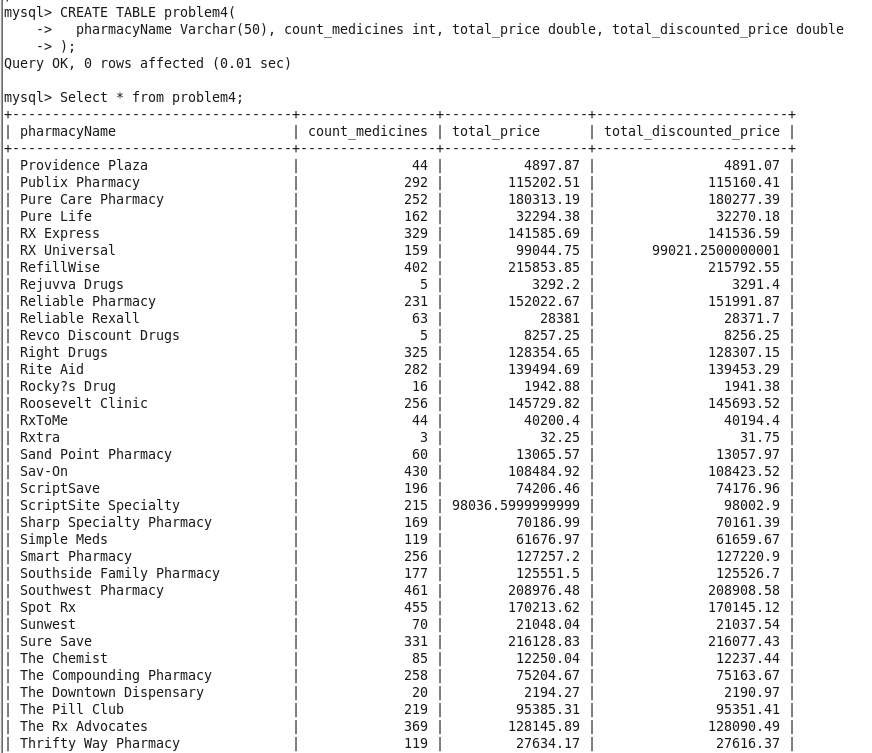 mysql> CREATE TABLE problem4(
    ->   pharmacyName Varchar(50), count_medicines int, total_price double, total_discounted_price double
    -> );
Query OK, 0 rows affected (0.01 sec)
mysql> Select * from problem4;
+-----------------------------------+-----------------+------------------+------------------------+
| pharmacyName                      | count_medicines | total_price      | total_discounted_price |
+-----------------------------------+-----------------+------------------+------------------------+
| Providence Plaza                  |              44 |          4897.87 |                4891.07 |
| Publix Pharmacy                   |             292 |        115202.51 |              115160.41 |
| Pure Care Pharmacy                |             252 |        180313.19 |              180277.39 |
| Pure Life                         |             162 |         32294.38 |               32270.18 |
| RX Express                        |             329 |        141585.69 |              141536.59 |
| RX Universal                      |             159 |         99044.75 |       99021.2500000001 |
| RefillWise                        |             402 |        215853.85 |              215792.55 |
| Rejuvva Drugs                     |               5 |           3292.2 |                 3291.4 |
| Reliable Pharmacy                 |             231 |        152022.67 |              151991.87 |
| Reliable Rexall                   |              63 |            28381 |                28371.7 |
| Revco Discount Drugs              |               5 |          8257.25 |                8256.25 |
| Right Drugs                       |             325 |        128354.65 |              128307.15 |
| Rite Aid                          |             282 |        139494.69 |              139453.29 |
| Rocky?s Drug                      |              16 |          1942.88 |                1941.38 |
| Roosevelt Clinic                  |             256 |        145729.82 |              145693.52 |
| RxToMe                            |              44 |          40200.4 |                40194.4 |
| Rxtra                             |               3 |            32.25 |                  31.75 |
| Sand Point Pharmacy               |              60 |         13065.57 |               13057.97 |
| Sav-On                            |             430 |        108484.92 |              108423.52 |
| ScriptSave                        |             196 |         74206.46 |               74176.96 |
| ScriptSite Specialty              |             215 | 98036.5999999999 |                98002.9 |
| Sharp Specialty Pharmacy          |             169 |         70186.99 |               70161.39 |
| Simple Meds                       |             119 |         61676.97 |               61659.67 |
| Smart Pharmacy                    |             256 |         127257.2 |               127220.9 |
| Southside Family Pharmacy         |             177 |         125551.5 |               125526.7 |
| Southwest Pharmacy                |             461 |        208976.48 |              208908.58 |
| Spot Rx                           |             455 |        170213.62 |              170145.12 |
| Sunwest                           |              70 |         21048.04 |               21037.54 |
| Sure Save                         |             331 |        216128.83 |              216077.43 |
| The Chemist                       |              85 |         12250.04 |               12237.44 |
| The Compounding Pharmacy          |             258 |         75204.67 |               75163.67 |
| The Downtown Dispensary           |              20 |          2194.27 |                2190.97 |
| The Pill Club                     |             219 |         95385.31 |               95351.41 |
| The Rx Advocates                  |             369 |        128145.89 |              128090.49 |
| Thrifty Way Pharmacy              |             119 |         27634.17 |               27616.37 |